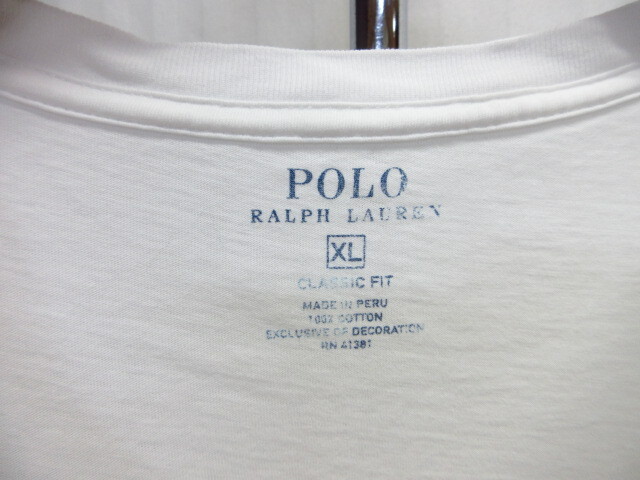 POLO
RALPH LAUREN
XL
CLASSIC FIT
MADE IN PERU
100% COTTON
EXCLUSIVE OF DECORATION
RN 41381